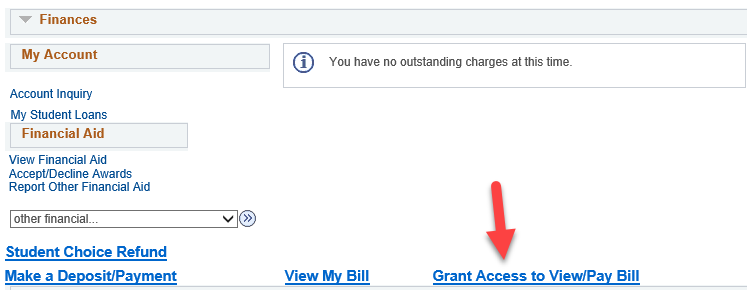 Finances
My Account
You have no outstanding charges at this time.
Account Inquiry
My Student Loans
Financial Aid
View Financial Aid
Accept/Decline Awards
Report Other Financial Aid
other financial...
Student Choice Refund
Make a Deposit/Payment View My Bill Grant Access to View/Pay Bill